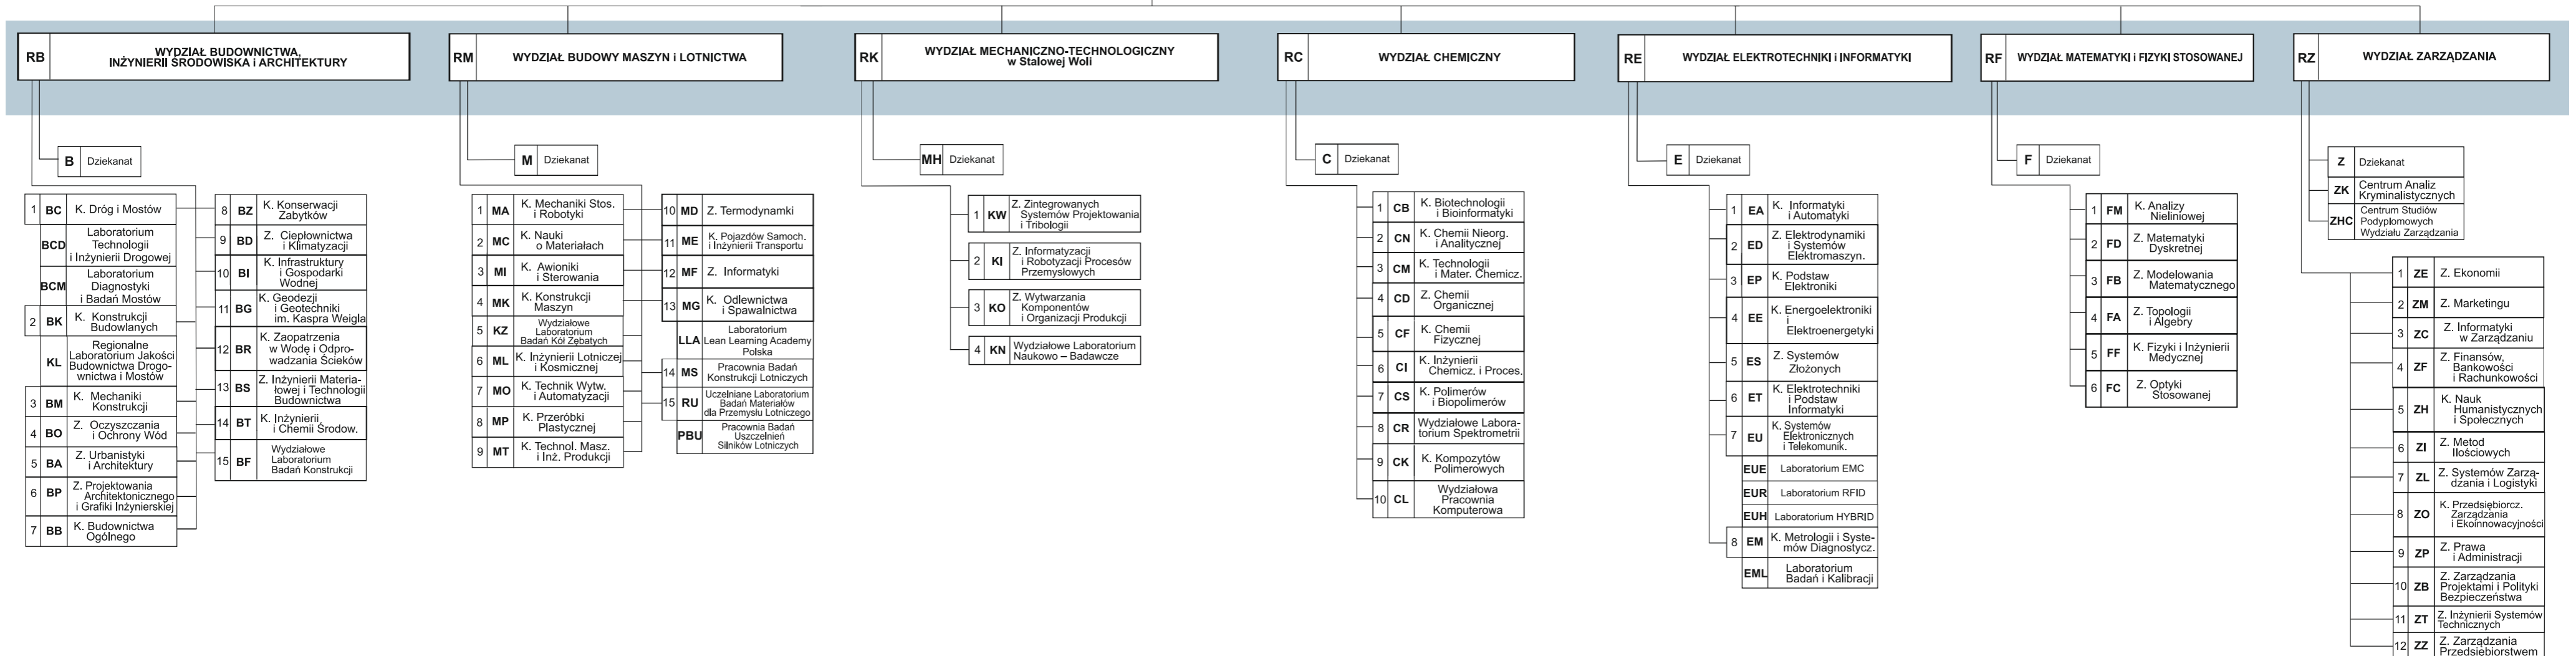 RB
WYDZIAŁ BUDOWNICTWA,
INŻYNIERII ŚRODOWISKA i ARCHITEKTURY
B Dziekanat
1 BC K. Dróg i Mostów
BCD Laboratorium
Technologii
i Inżynierii Drogowej
BCM Laboratorium
Diagnostyki
i Badań Mostów
2 BK K. Konstrukcji
Budowlanych
KL Regionalne
Laboratorium Jakości
Budownictwa Drogo-
wnictwa i Mostów
3 BM K. Mechaniki
Konstrukcji
4 BO Z. Oczyszczania
i Ochrony Wód
5 BA Z. Urbanistyki
i Architektury
6 BP Z. Projektowania
Architektonicznego
i Grafiki Inżynierskiej
7 BB K. Budownictwa
Ogólnego
8 BZ K. Konserwacji
Zabytków
9 BD Z. Ciepłownictwa
i Klimatyzacji
10 BI K. Infrastruktury
i Gospodarki
Wodnej
11 BG K. Geodezji
i Geotechniki
im. Kaspra Weigla
12 BR K. Zaopatrzenia
w Wodę i Odpro-
wadzania Ścieków
13 BS Z. Inżynierii Materia-
łowej i Technologii
Budownictwa
14 BT K. Inżynierii
i Chemii Środow.
15 BF Wydziałowe
Laboratorium
Badań Konstrukcji
RM WYDZIAŁ BUDOWY MASZYN i LOTNICTWA
M Dziekanat
1 MA K. Mechaniki Stos.
i Robotyki
2 MC K. Nauki
o Materiałach
3 MI K. Awioniki
i Sterowania
4 MK K. Konstrukcji
Maszyn
5 KZ Wydziałowe
Laboratorium
Badań Kół Zębatych
6 ML K. Inżynierii Lotniczej
i Kosmicznej
7 MO K. Technik Wytw.
i Automatyzacji
8 MP K. Przeróbki
Plastycznej
9 MT K. Technol. Masz.
i Inż. Produkcji
10 MD Z. Termodynamki
11 ME K. Pojazdów Samoch.
i Inżynierii Transportu
12 MF Z. Informatyki
13 MG K. Odlewnictwa
i Spawalnictwa
LLA Laboratorium
Lean Learning Academy
Polska
14 MS Pracownia Badań
Konstrukcji Lotniczych
15 RU Uczelniane Laboratorium
Badań Materiałów
dla Przemysłu Lotniczego
PBU Pracownia Badań
Uszczelnień
Silników Lotniczych
RK WYDZIAŁ MECHANICZNO-TECHNOLOGICZNY
w Stalowej Woli
MH Dziekanat
1 KW Z. Zintegrowanych
Systemów Projektowania
i Tribologii
2 KI Z. Informatyzacji
i Robotyzacji Procesów
Przemysłowych
3 KO Z. Wytwarzania
Komponentów
i Organizacji Produkcji
4 KN Wydziałowe Laboratorium
Naukowo – Badawcze
RC WYDZIAŁ CHEMICZNY
C Dziekanat
1 CB K. Biotechnologii
i Bioinformatyki
2 CN K. Chemii Nieorg.
i Analitycznej
3 CM K. Technologii
i Mater. Chemicz.
4 CD Z. Chemii
Organicznej
5 CF K. Chemii
Fizycznej
6 CI K. Inżynierii
Chemicz. i Proces.
7 CS K. Polimerów
i Biopolimerów
8 CR Wydziałowe Labora-
torium Spektrometrii
9 CK K. Kompozytów
Polimerowych
10 CL Wydziałowa
Pracownia
Komputerowa
RE WYDZIAŁ ELEKTROTECHNIKI i INFORMATYKI
E Dziekanat
1 EA K. Informatyki
i Automatyki
2 ED Z. Elektrodynamiki
i Systemów
Elektromaszyn.
3 EP K. Podstaw
Elektroniki
4 EE K. Energoelektroniki
i
Elektroenergetyki
5 ES Z. Systemów
Złożonych
6 ET K. Elektrotechniki
i Podstaw
Informatyki
7 EU K. Systemów
Elektronicznych
i Telekomunik.
EUE Laboratorium EMC
EUR Laboratorium RFID
EUH Laboratorium HYBRID
8 EM K. Metrologii i Syste-
mów Diagnostycz.
EML Laboratorium
Badań i Kalibracji
RF WYDZIAŁ MATEMATYKI i FIZYKI STOSOWANEJ
F Dziekanat
1 FM K. Analizy
Nieliniowej
2 FD Z. Matematyki
Dyskretnej
3 FB Z. Modelowania
Matematycznego
4 FA Z. Topologii
i Algebry
5 FF K. Fizyki i Inżynierii
Medycznej
6 FC Z. Optyki
Stosowanej
RZ WYDZIAŁ ZARZĄDZANIA
Z Dziekanat
ZK Centrum Analiz
Kryminalistycznych
ZHC Centrum Studiów
Podyplomowych
Wydziału Zarządzania
1 ZE Z. Ekonomii
2 ZM Z. Marketingu
3 ZC Z. Informatyki
w Zarządzaniu
4 ZF Z. Finansów,
Bankowości
i Rachunkowości
5 ZH K. Nauk
Humanistycznych
i Społecznych
6 ZI Z. Metod
Ilościowych
7 ZL Z. Systemów Zarzą-
dzania i Logistyki
8 ZO K. Przedsiębiorcz.
Zarządzania
i Ekoinnowacyjności
9 ZP Z. Prawa
i Administracji
10 ZB Z. Zarządzania
Projektami i Polityki
Bezpieczeństwa
11 ZT Z. Inżynierii Systemów
Technicznych
12 ZZ Z. Zarządzania
Przedsiębiorstwem